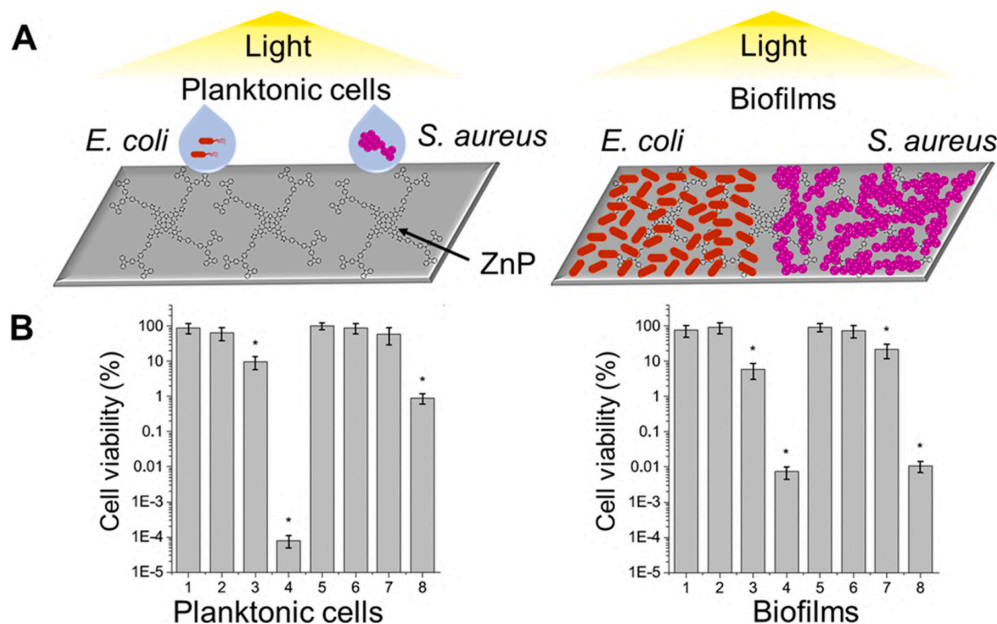 A
Light
Planktonic cells
E. coli
S. aureus
ZnP
Light
Biofilms
E. coli
S. aureus
B
Cell viability (%)
100
10
1
0.1
0.01
1E-3
1E-4
1E-5
*
*
*
1 2 3 4 5 6 7 8
Planktonic cells
Cell viability (%)
100
10
1
0.1
0.01
1E-3
1E-4
1E-5
*
*
*
*
1 2 3 4 5 6 7 8
Biofilms